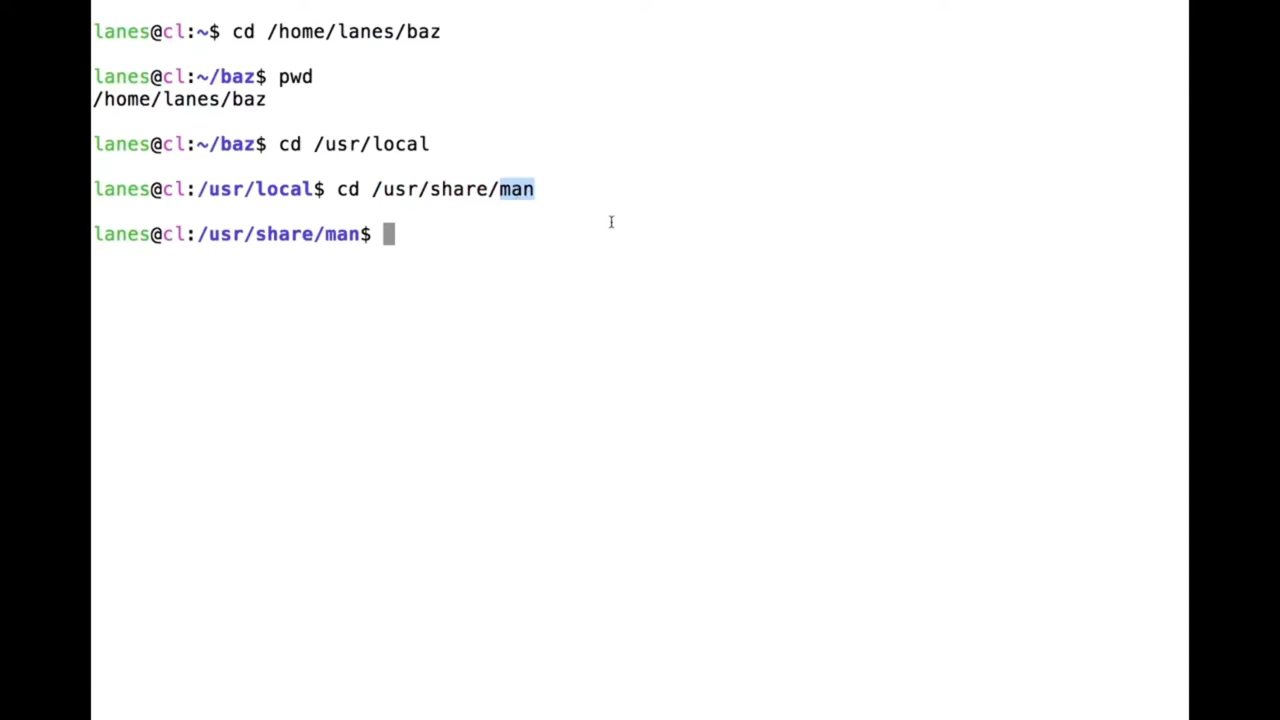 lanes@cl:~$ cd /home/lanes/baz
lanes@cl:~/baz$ pwd
/home/lanes/baz
lanes@cl:~/baz$ cd /usr/local
lanes@cl:/usr/local$ cd /usr/share/man
lanes@cl:/usr/share/man$